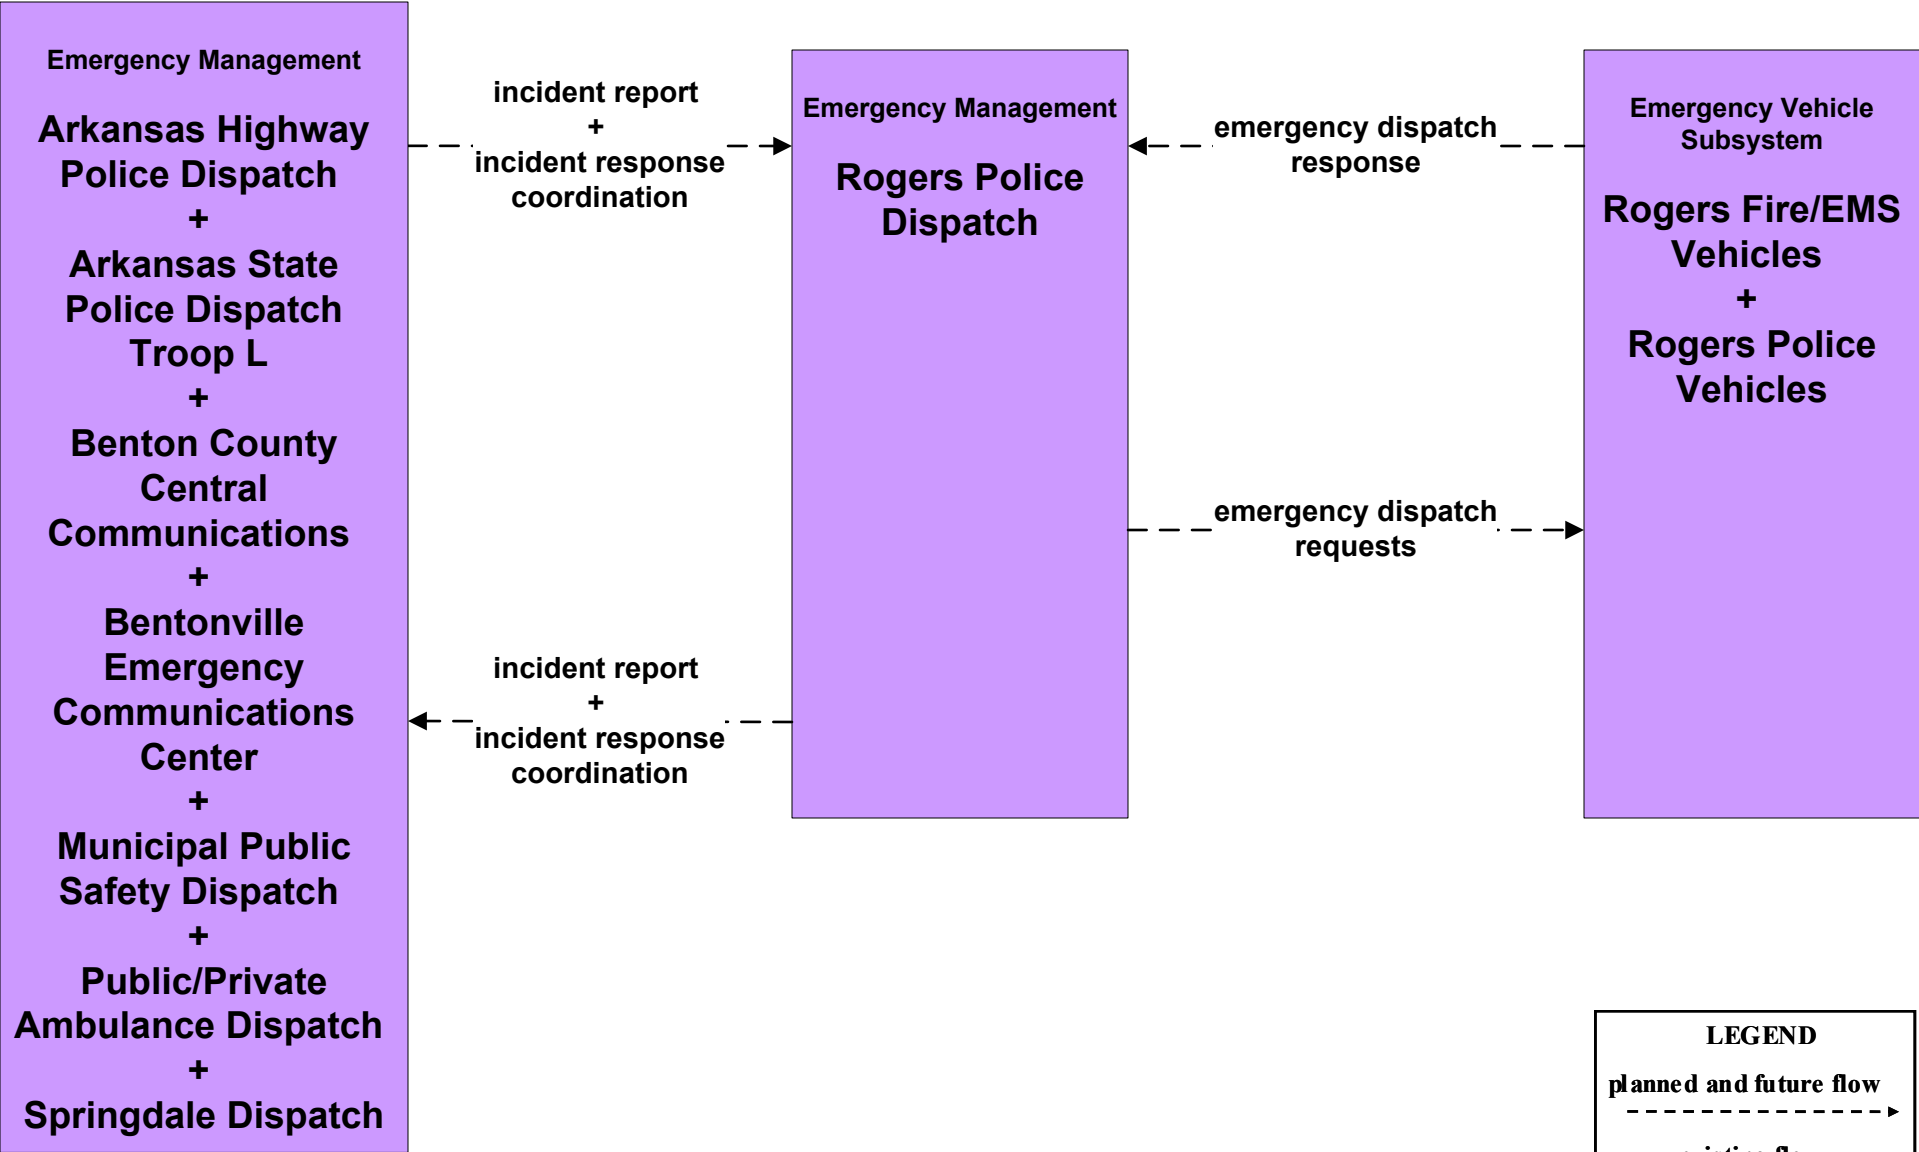 Emergency Management
Arkansas Highway
Police Dispatch
+
Arkansas State
Police Dispatch
Troop L
+
Benton County
Central
Communications
+
Bentonville
Emergency
Communications
Center
+
Municipal Public
Safety Dispatch
+
Public/Private
Ambulance Dispatch
+
Springdale Dispatch
incident report
+
incident response
coordination
incident report
+
incident response
coordination
Emergency Management
Rogers Police
Dispatch
emergency dispatch
response
emergency dispatch
requests
Emergency Vehicle
Subsystem
Rogers Fire/EMS
Vehicles
+
Rogers Police
Vehicles
LEGEND
planned and future flow